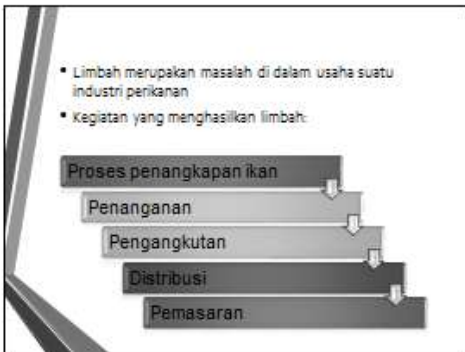 • Limbah merupakan masalah di dalam usaha suatu
industri perikanan
• Kegiatan yang menghasilkan limbah:
Proses penangkapan ikan
Penanganan
Pengangkutan
Distribusi
Pemasaran